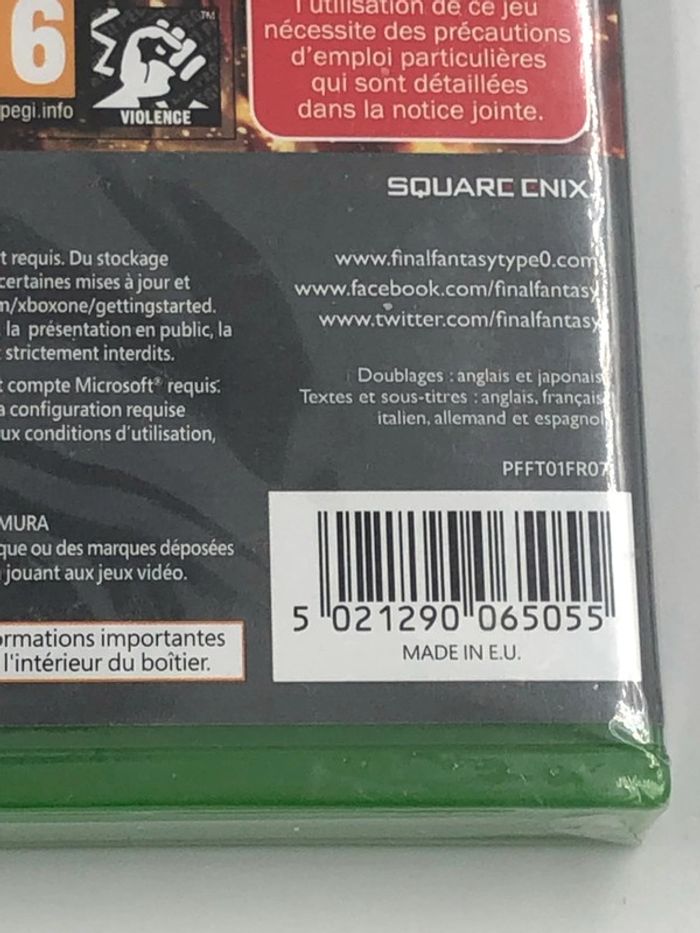 6
TM
pegi.info
VIOLENCE
l'utilisation de ce jeu
nécessite des précautions
d'emploi particulières
qui sont détaillées
dans la notice jointe.
SQUARE ENIX
t requis. Du stockage
certaines mises à jour et
m/xboxone/gettingstarted.
la présentation en public, la
strictement interdits.
t compte Microsoft® requis.
a configuration requise
ux conditions d'utilisation,
www.finalfantasytype0.com
www.facebook.com/finalfantasy
www.twitter.com/finalfantasy
Doublages : anglais et japonais
Textes et sous-titres : anglais, français,
italien, allemand et espagnol
PFFT01FR07
MURA
que ou des marques déposées
jouant aux jeux vidéo.
ormations importantes
l'intérieur du boîtier.
5 021290 065055
MADE IN E.U.